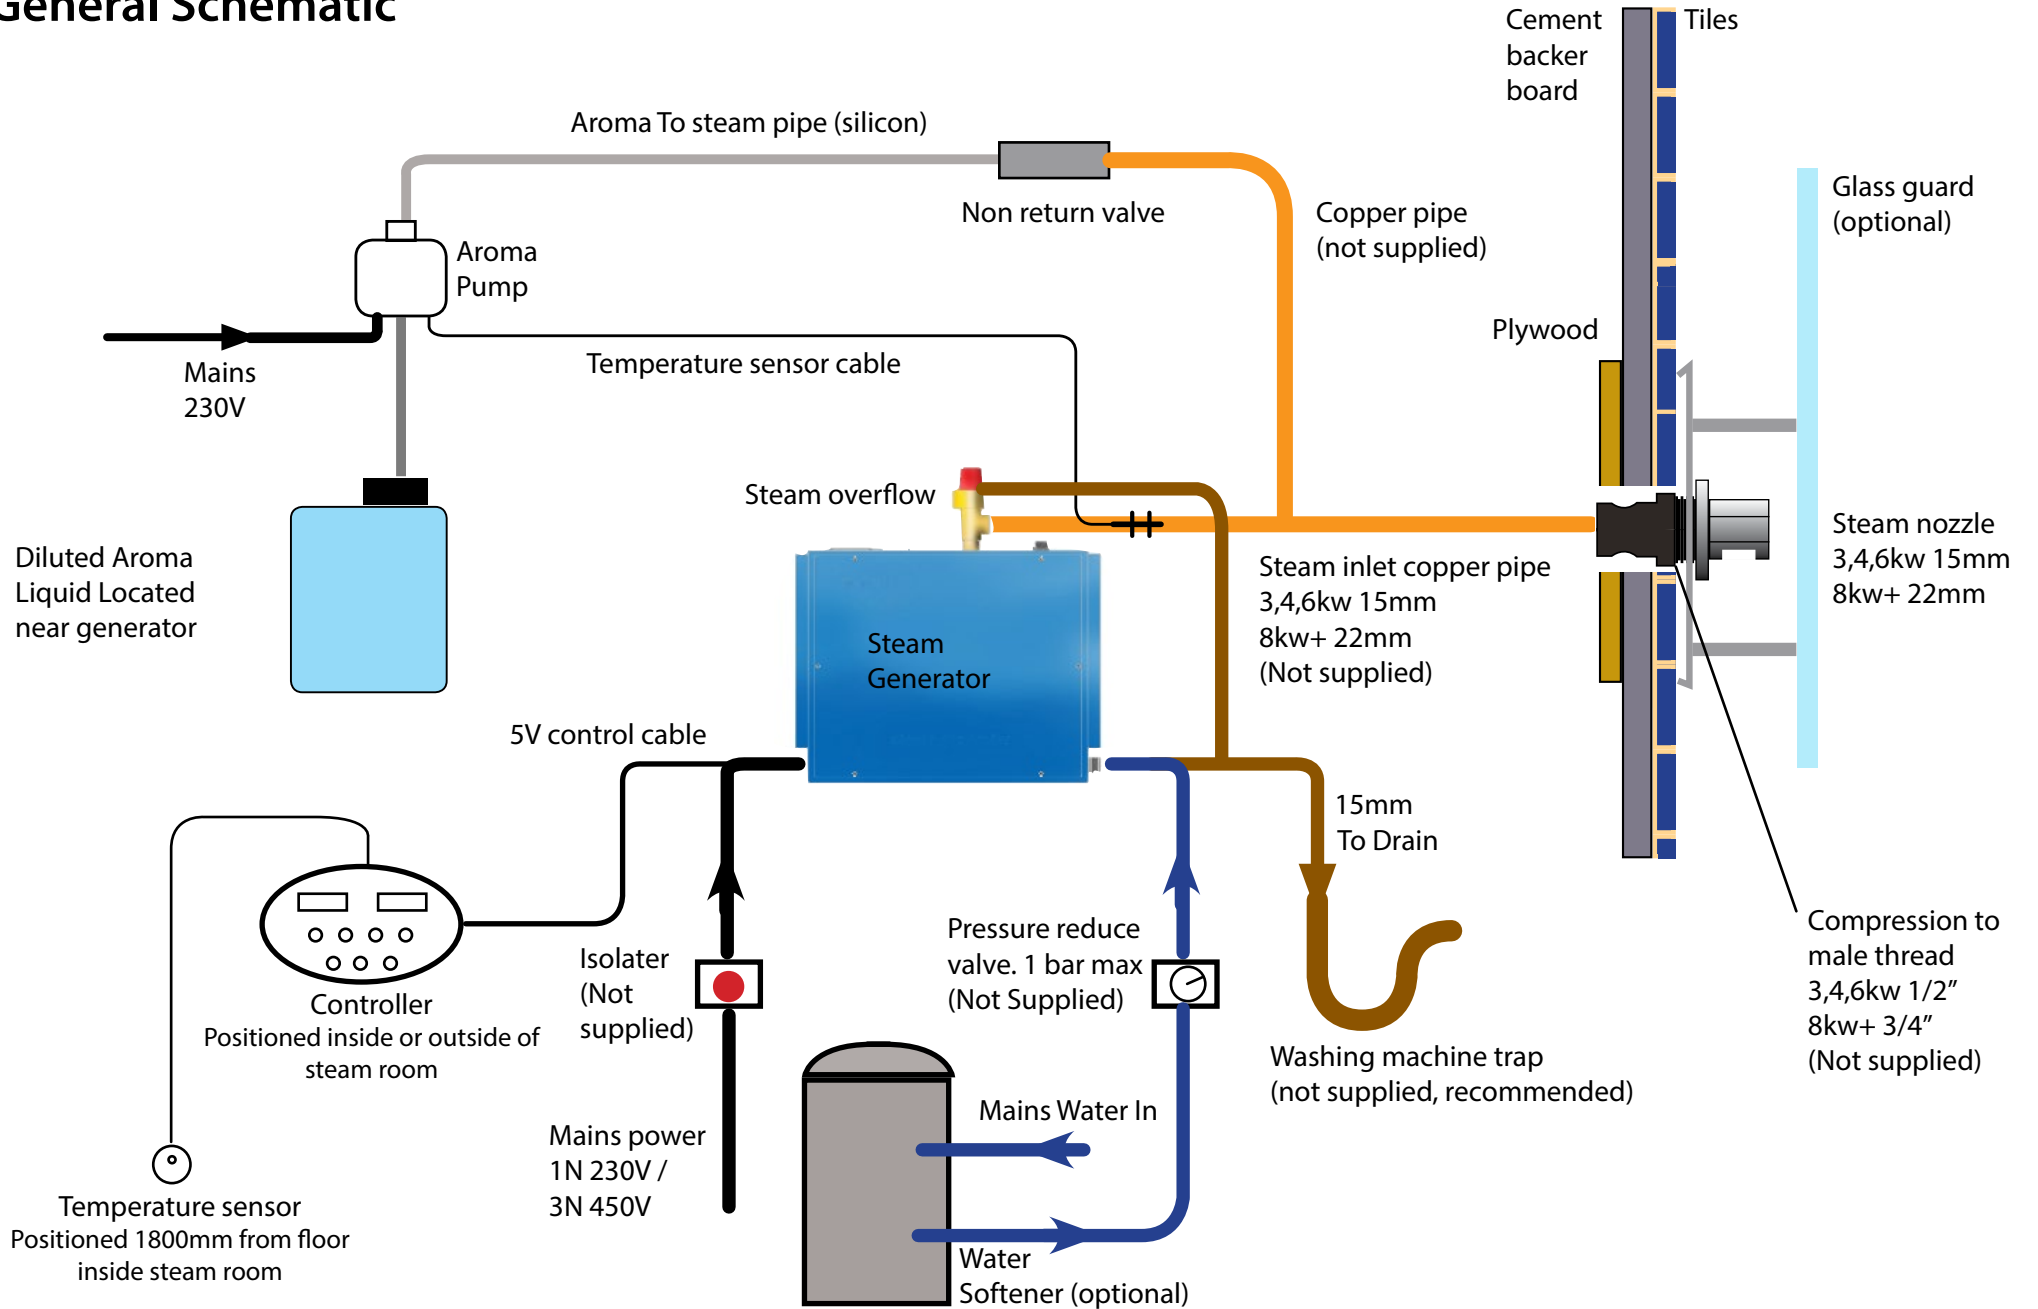 General Schematic
Cement
backer
board
Tiles
Aroma To steam pipe (silicon)
Non return valve
Copper pipe
(not supplied)
Glass guard
(optional)
Aroma
Pump
Mains
230V
Temperature sensor cable
Plywood
Steam overflow
Diluted Aroma
Liquid Located
near generator
Steam
Generator
Steam inlet copper pipe
3,4,6kw 15mm
8kw+ 22mm
(Not supplied)
Steam nozzle
3,4,6kw 15mm
8kw+ 22mm
5V control cable
15mm
To Drain
Controller
Positioned inside or outside of
steam room
Isolater
(Not
supplied)
Pressure reduce
valve. 1 bar max
(Not Supplied)
Compression to
male thread
3,4,6kw 1/2”
8kw+ 3/4”
(Not supplied)
Washing machine trap
(not supplied, recommended)
Mains Water In
Mains power
1N 230V /
3N 450V
Temperature sensor
Positioned 1800mm from floor
inside steam room
Water
Softener (optional)